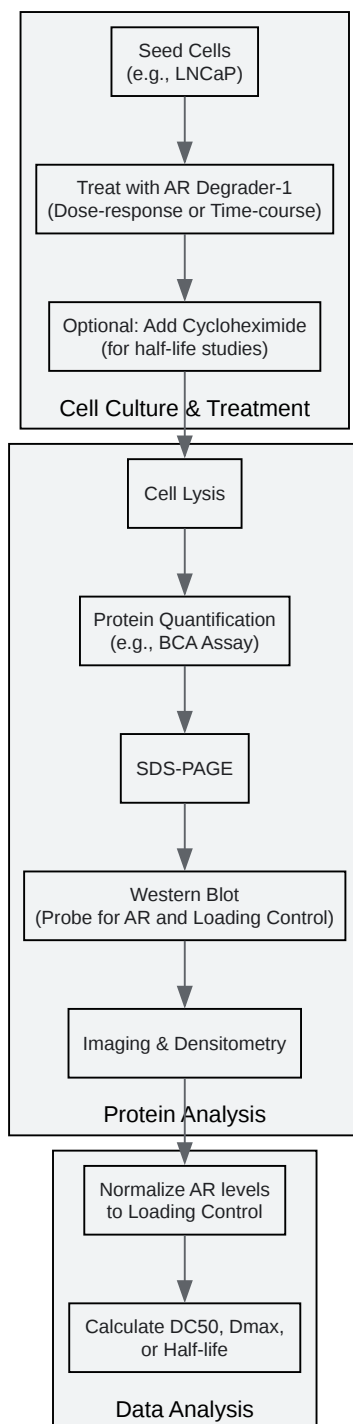 Seed Cells
(e.g., LNCaP)
Treat with AR Degrader-1
(Dose-response or Time-course)
Optional: Add Cycloheximide
(for half-life studies)
Cell Culture & Treatment
Cell Lysis
Protein Quantification
(e.g., BCA Assay)
SDS-PAGE
Western Blot
(Probe for AR and Loading Control)
Imaging & Densitometry
Protein Analysis
Normalize AR levels
to Loading Control
Calculate DC50, Dmax,
or Half-life
Data Analysis